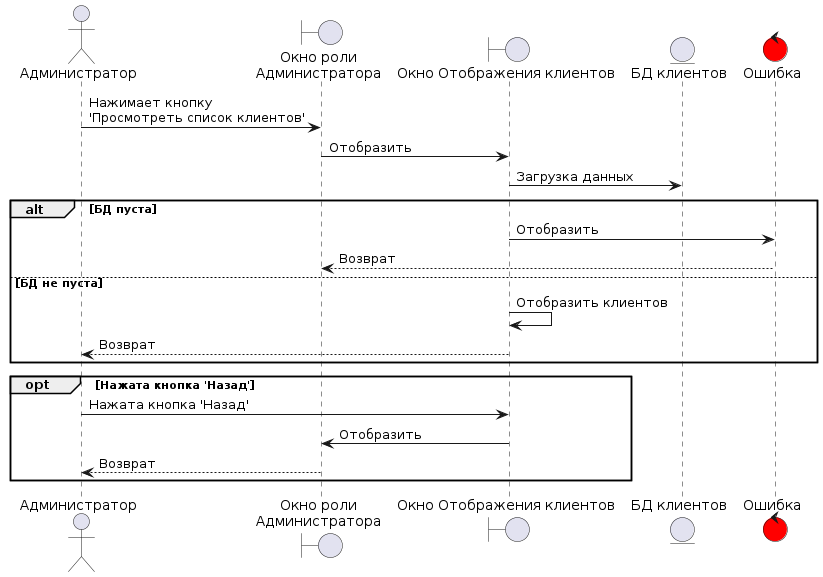 Администратор
Окно роли
Администратора
Окно Отображения клиентов
БД клиентов
Ошибка
Нажимает кнопку
'Просмотреть список клиентов'
Отобразить
Загрузка данных
alt
[БД пуста]
Отобразить
Возврат
[БД не пуста]
Отобразить клиентов
Возврат
opt
[Нажата кнопка 'Назад']
Нажата кнопка 'Назад'
Отобразить
Возврат
Администратор
Окно роли
Администратора
Окно Отображения клиентов
БД клиентов
Ошибка